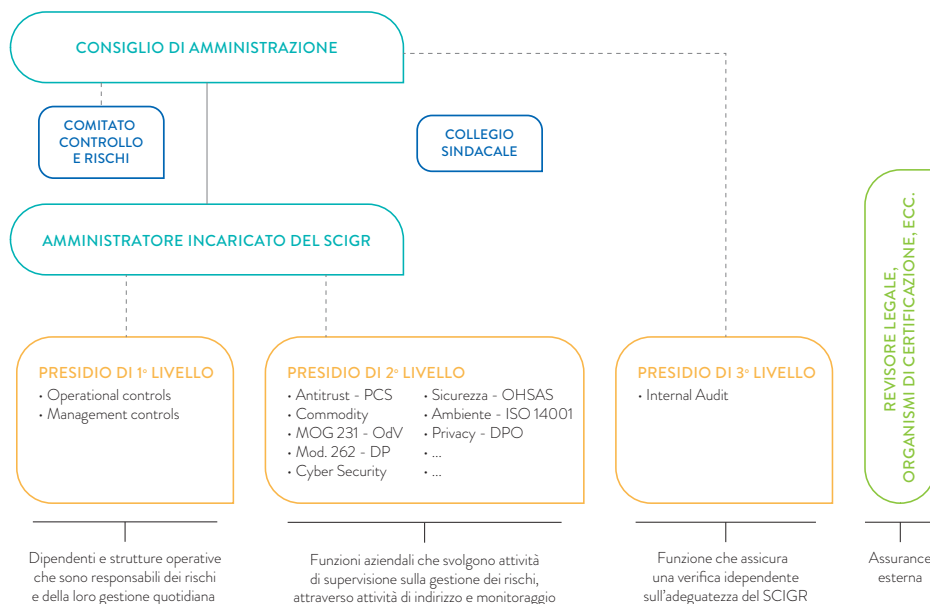 CONSIGLIO DI AMMINISTRAZIONE
COMITATO
CONTROLLO
E RISCHI
COLLEGIO
SINDACALE
AMMINISTRATORE INCARICATO DEL SCIGR
PRESIDIO DI 1º LIVELLO
• Operational controls
• Management controls
PRESIDIO DI 2º LIVELLO
• Antitrust - PCS
• Commodity
• MOG 231 - OdV
• Mod. 262 - DP
• Cyber Security
• Sicurezza - OHSAS
• Ambiente - ISO 14001
• Privacy - DPO
• ...
• ...
PRESIDIO DI 3º LIVELLO
• Internal Audit
REVISORE LEGALE,
ORGANISMI DI CERTIFICAZIONE, ECC.
Dipendenti e strutture operative
che sono responsabili dei rischi
e della loro gestione quotidiana
Funzioni aziendali che svolgono attività
di supervisione sulla gestione dei rischi,
attraverso attività di indirizzo e monitoraggio
Funzione che assicura
una verifica idependente
sull'adeguatezza del SCIGR
Assurance
esterna